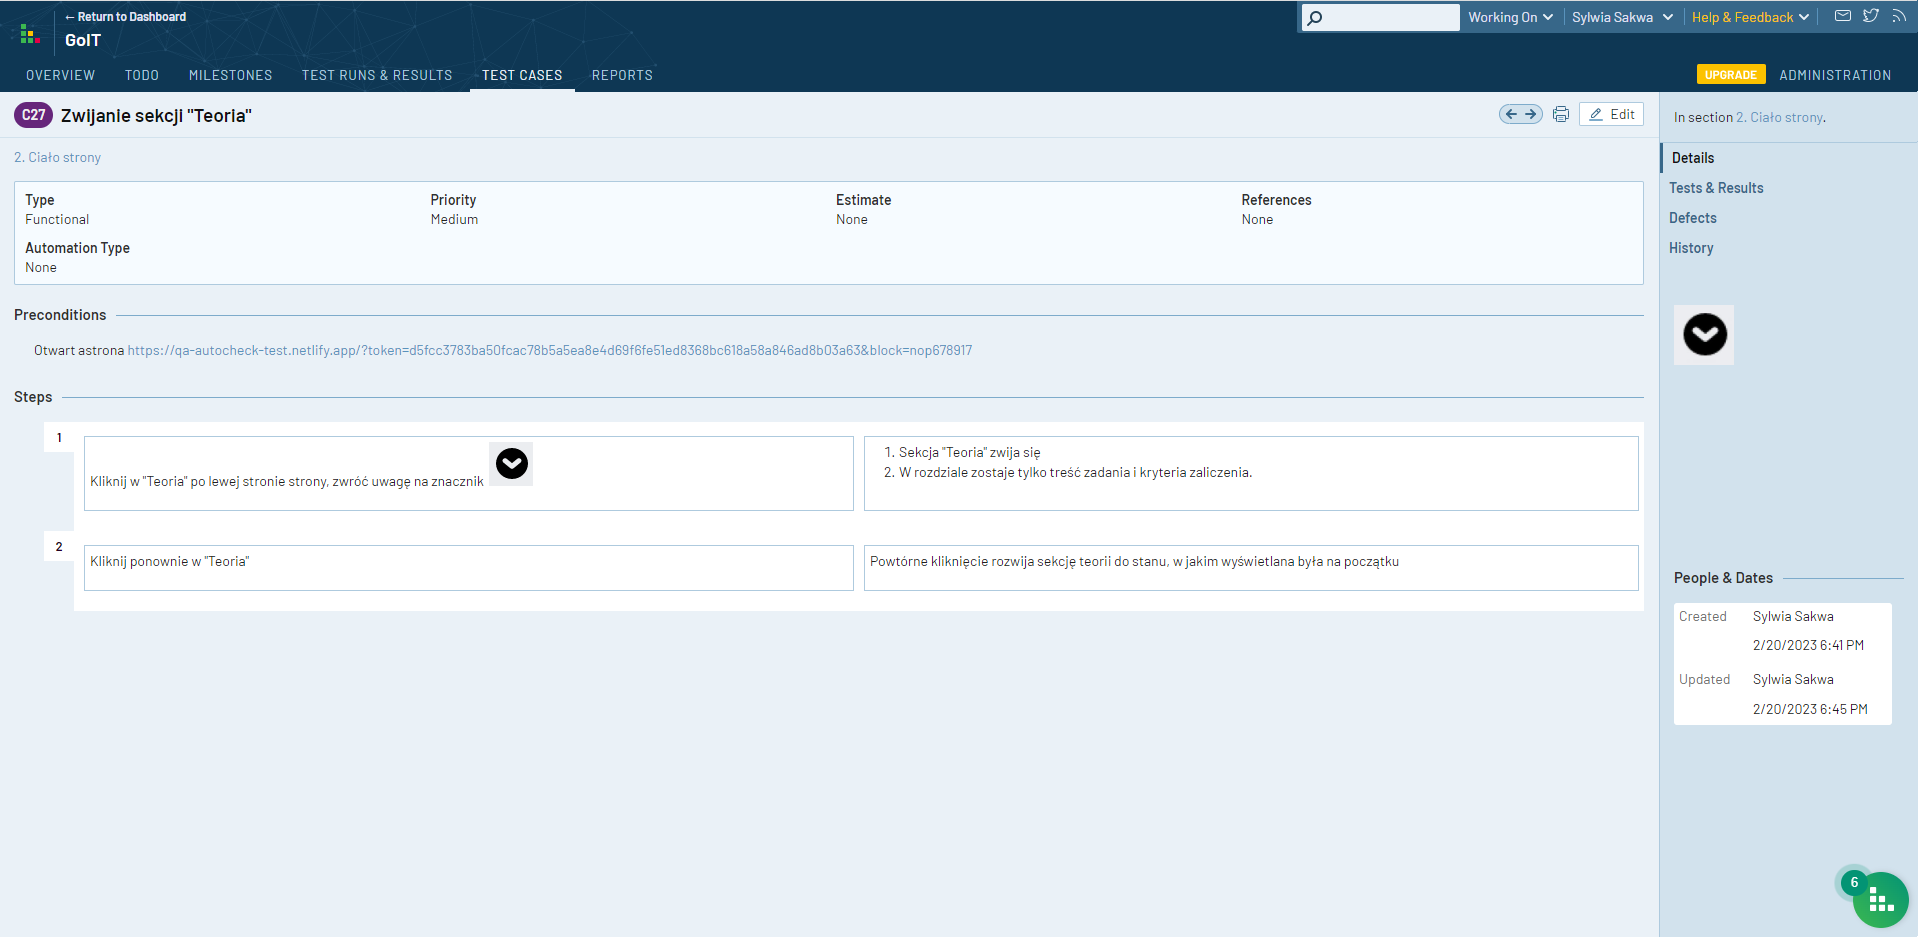 ← Return to Dashboard
GoIT
Working On
Sylwia Sakwa
Help & Feedback
OVERVIEW
TODO
MILESTONES
TEST RUNS & RESULTS
TEST CASES
REPORTS
UPGRADE
ADMINISTRATION
C27 Zwijanie sekcji "Teoria"
Edit
2. Ciało strony
Type
Functional
Priority
Medium
Estimate
None
References
None
Automation Type
None
Preconditions
Otwart astrona https://qa-autocheck-test.netlify.app/?token=d5fcc3783ba50fcac78b5a5ea8e4d69f6fe51ed8368bc618a58a846ad8b03a63&block=nop678917
Steps
1
Kliknij w "Teoria" po lewej stronie strony, zwróć uwagę na znacznik
1. Sekcja "Teoria" zwija się
2. W rozdziale zostaje tylko treść zadania i kryteria zaliczenia.
2
Kliknij ponownie w "Teoria"
Powtórne kliknięcie rozwija sekcję teorii do stanu, w jakim wyświetlana była na początku
In section 2. Ciało strony.
Details
Tests & Results
Defects
History
People & Dates
Created Sylwia Sakwa
2/20/2023 6:41 PM
Updated Sylwia Sakwa
2/20/2023 6:45 PM
6